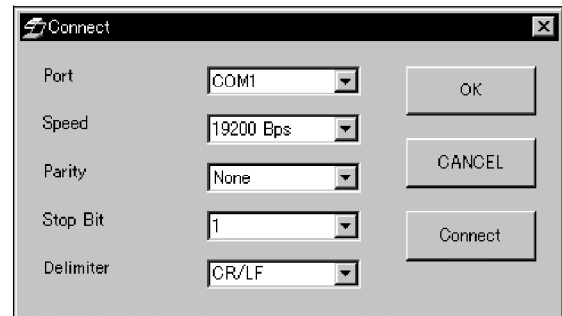 Connect
Port COM1 OK
Speed 19200 Bps
Parity None CANCEL
Stop Bit 1 Connect
Delimiter CR/LF